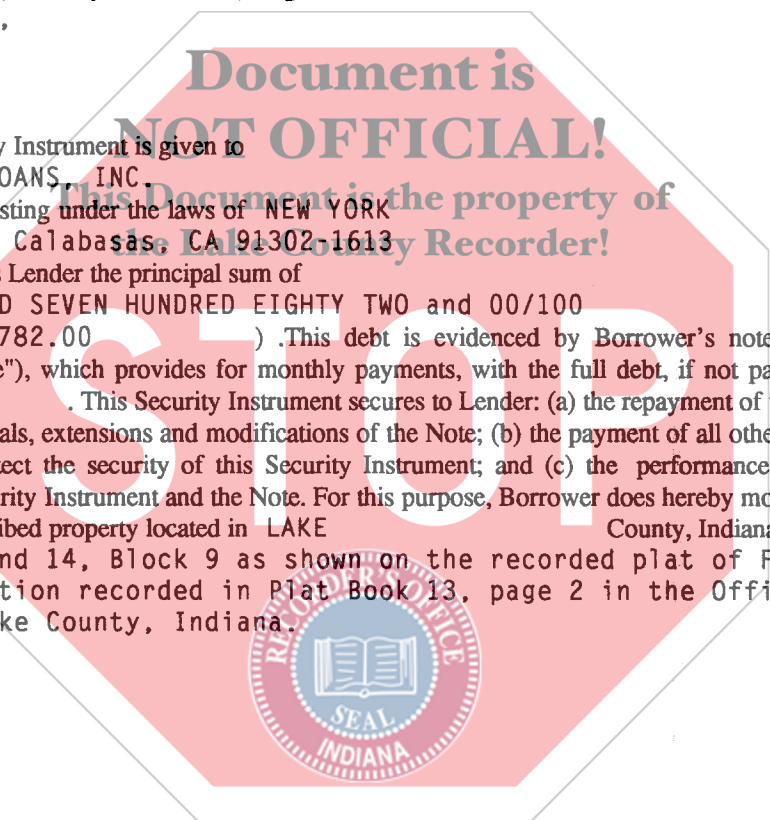 Document is
NOT OFFICIAL!
y Instrument is given to
OANS, INC.
This Document is the property of
sting under the laws of NEW YORK
Calabasas, CA 91302-1613
the Lake County Recorder!
s Lender the principal sum of
D SEVEN HUNDRED EIGHTY TWO and 00/100
782.00 ) .This debt is evidenced by Borrower's note
e"), which provides for monthly payments, with the full debt, if not pa
. This Security Instrument secures to Lender: (a) the repayment of
als, extensions and modifications of the Note; (b) the payment of all othe
tect the security of this Security Instrument; and (c) the performance
rity Instrument and the Note. For this purpose, Borrower does hereby mo
ibed property located in LAKE County, Indiana
nd 14, Block 9 as shown on the recorded plat of F
tion recorded in Plat Book 13, page 2 in the Offi
ke County, Indiana.
STOP
RECORDER'S OFFICE
SEAL
INDIANA